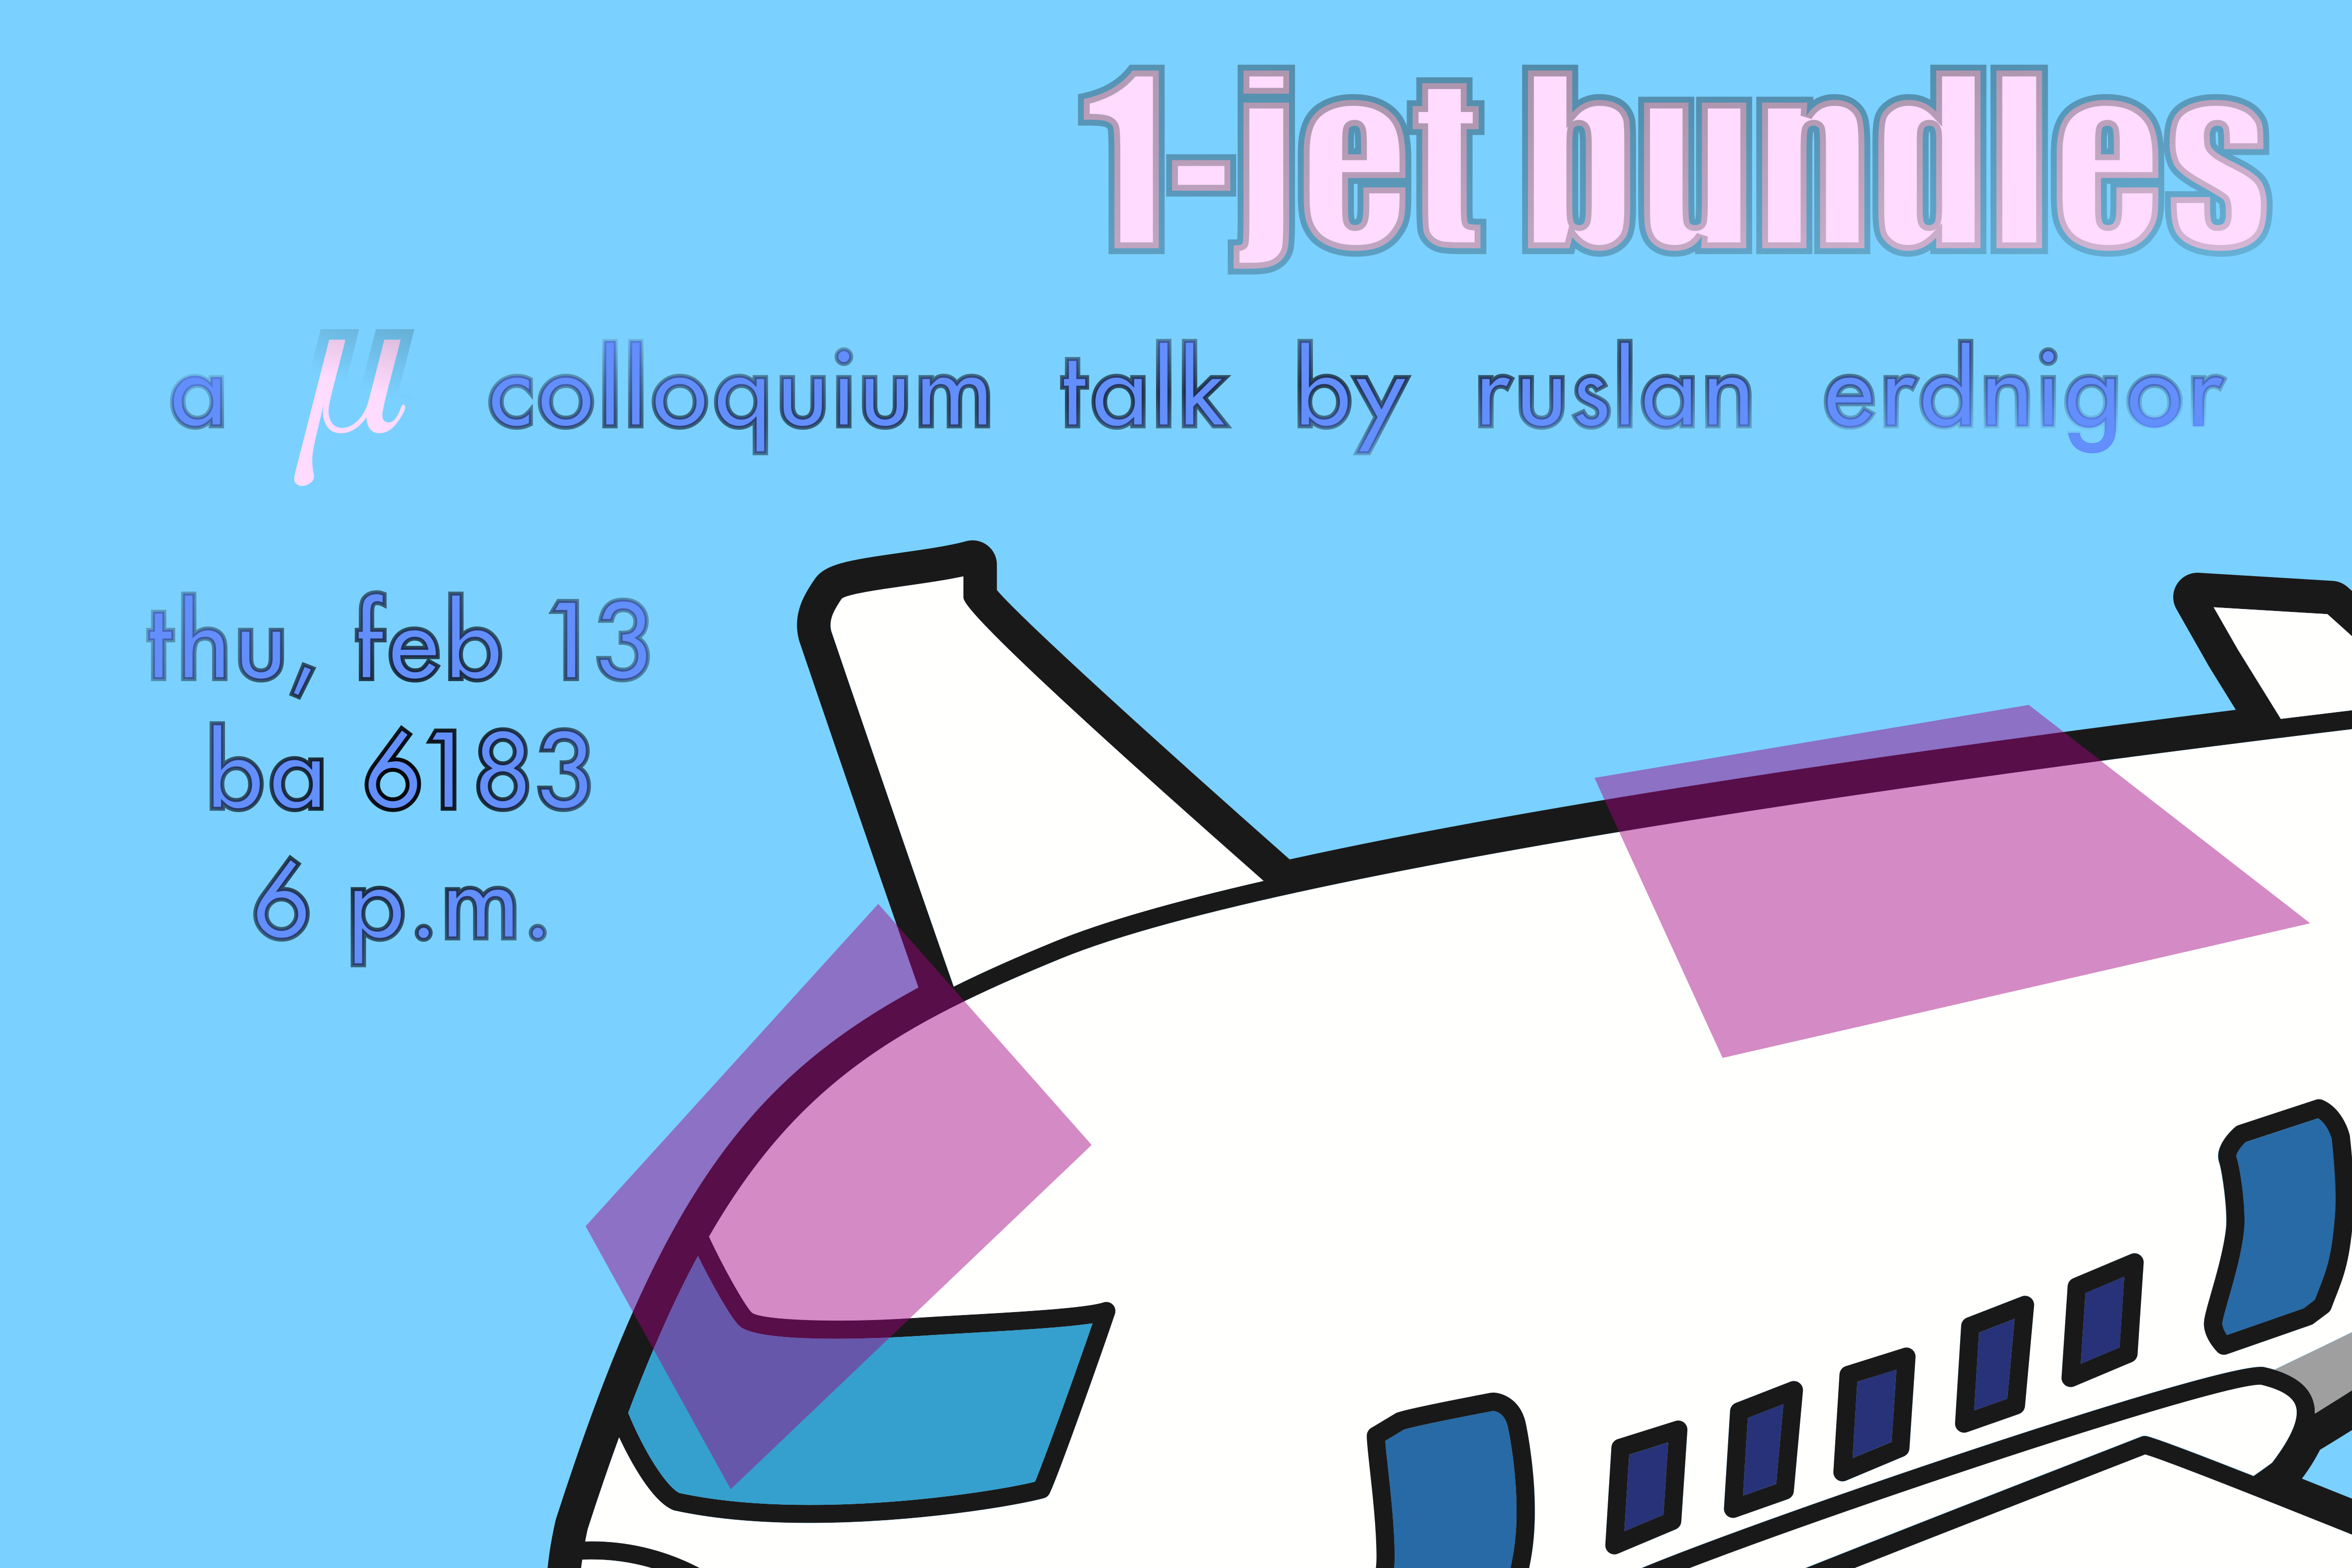 1-jet bundles
a μ colloquium talk by ruslan erdnigor
thu, feb 13
ba 6183
6 p.m.